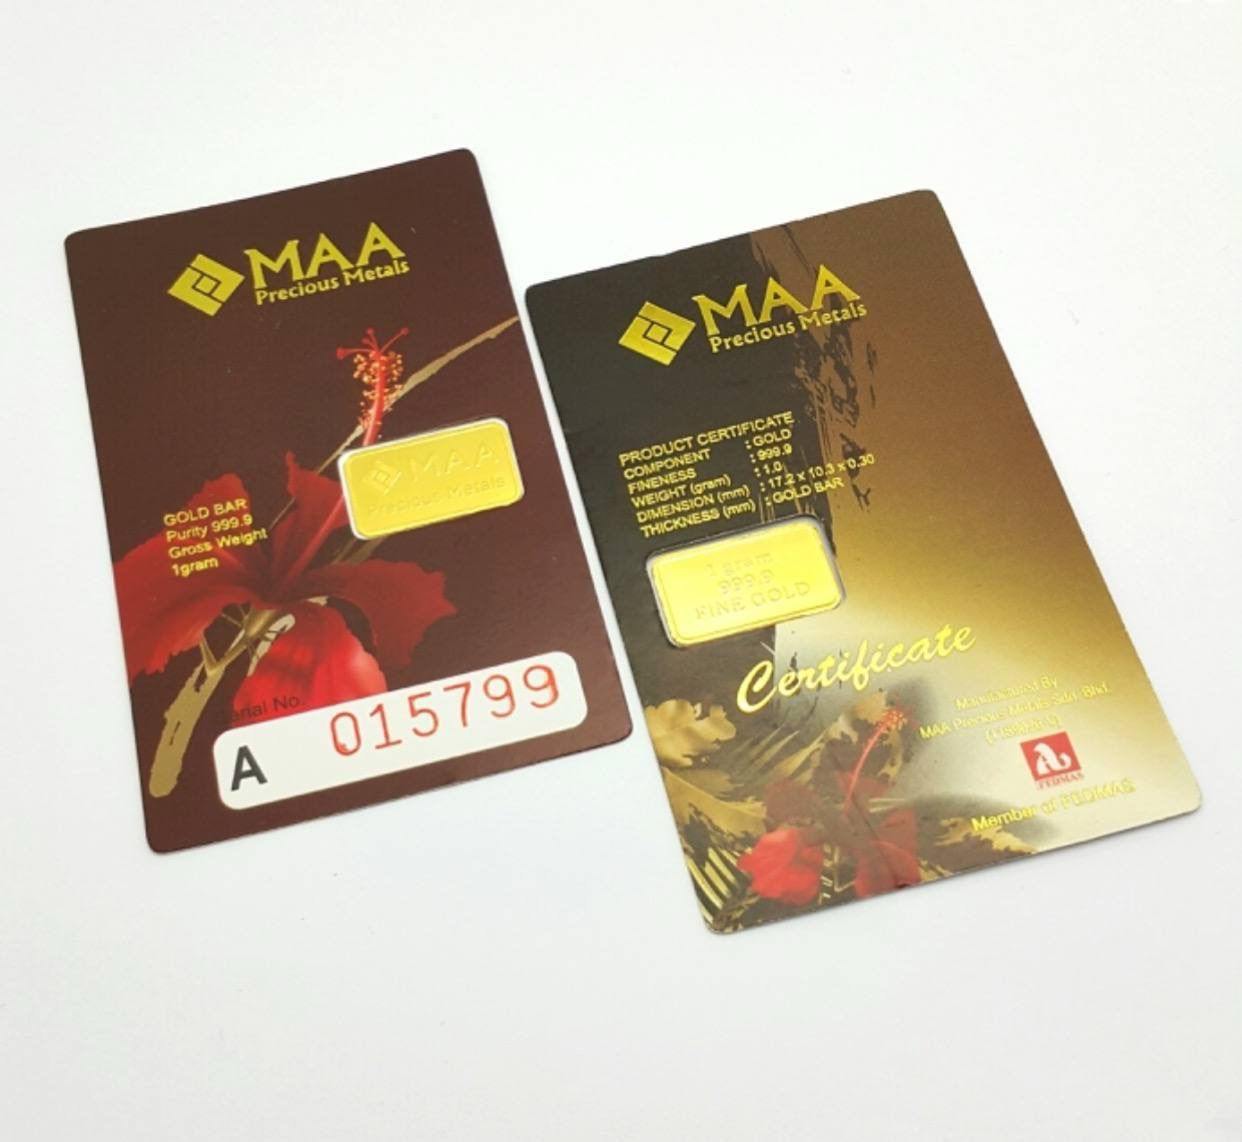 MAA
Precious Metals
MAA
Precious Metals
GOLD BAR
Purity 999.9
Gross Weight
1gram
Serial No.
A 015799
MAA
Precious Metals
PRODUCT CERTIFICATE
COMPONENT : GOLD
FINENESS : 999.9
WEIGHT (gram) : 1.0
DIMENSION (mm) : 17.2 x 10.3 x 0.30
THICKNESS (mm) : GOLD BAR
1 gram
999.9
FINE GOLD
Certificate
Manufactured By
MAA Precious Metals Sdn. Bhd.
PEDMAS
Member of PEDMAS